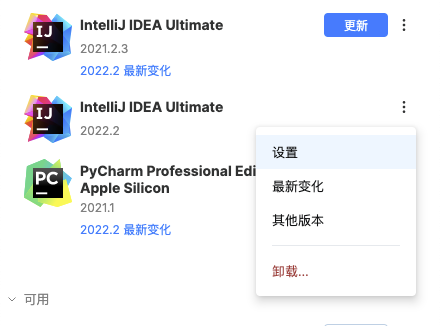 IJ
IntelliJ IDEA Ultimate
更新
2021.2.3
2022.2 最新变化
IJ
IntelliJ IDEA Ultimate
2022.2
设置
PC
PyCharm Professional Edi
Apple Silicon
最新变化
2021.1
其他版本
2022.2 最新变化
卸载...
可用